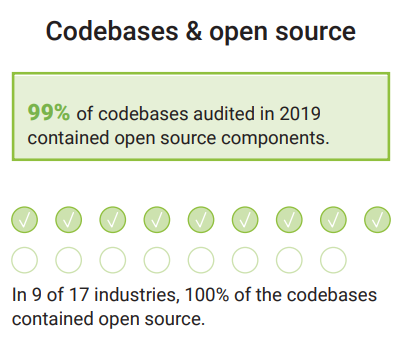 Codebases & open source
99% of codebases audited in 2019
contained open source components.
In 9 of 17 industries, 100% of the codebases
contained open source.